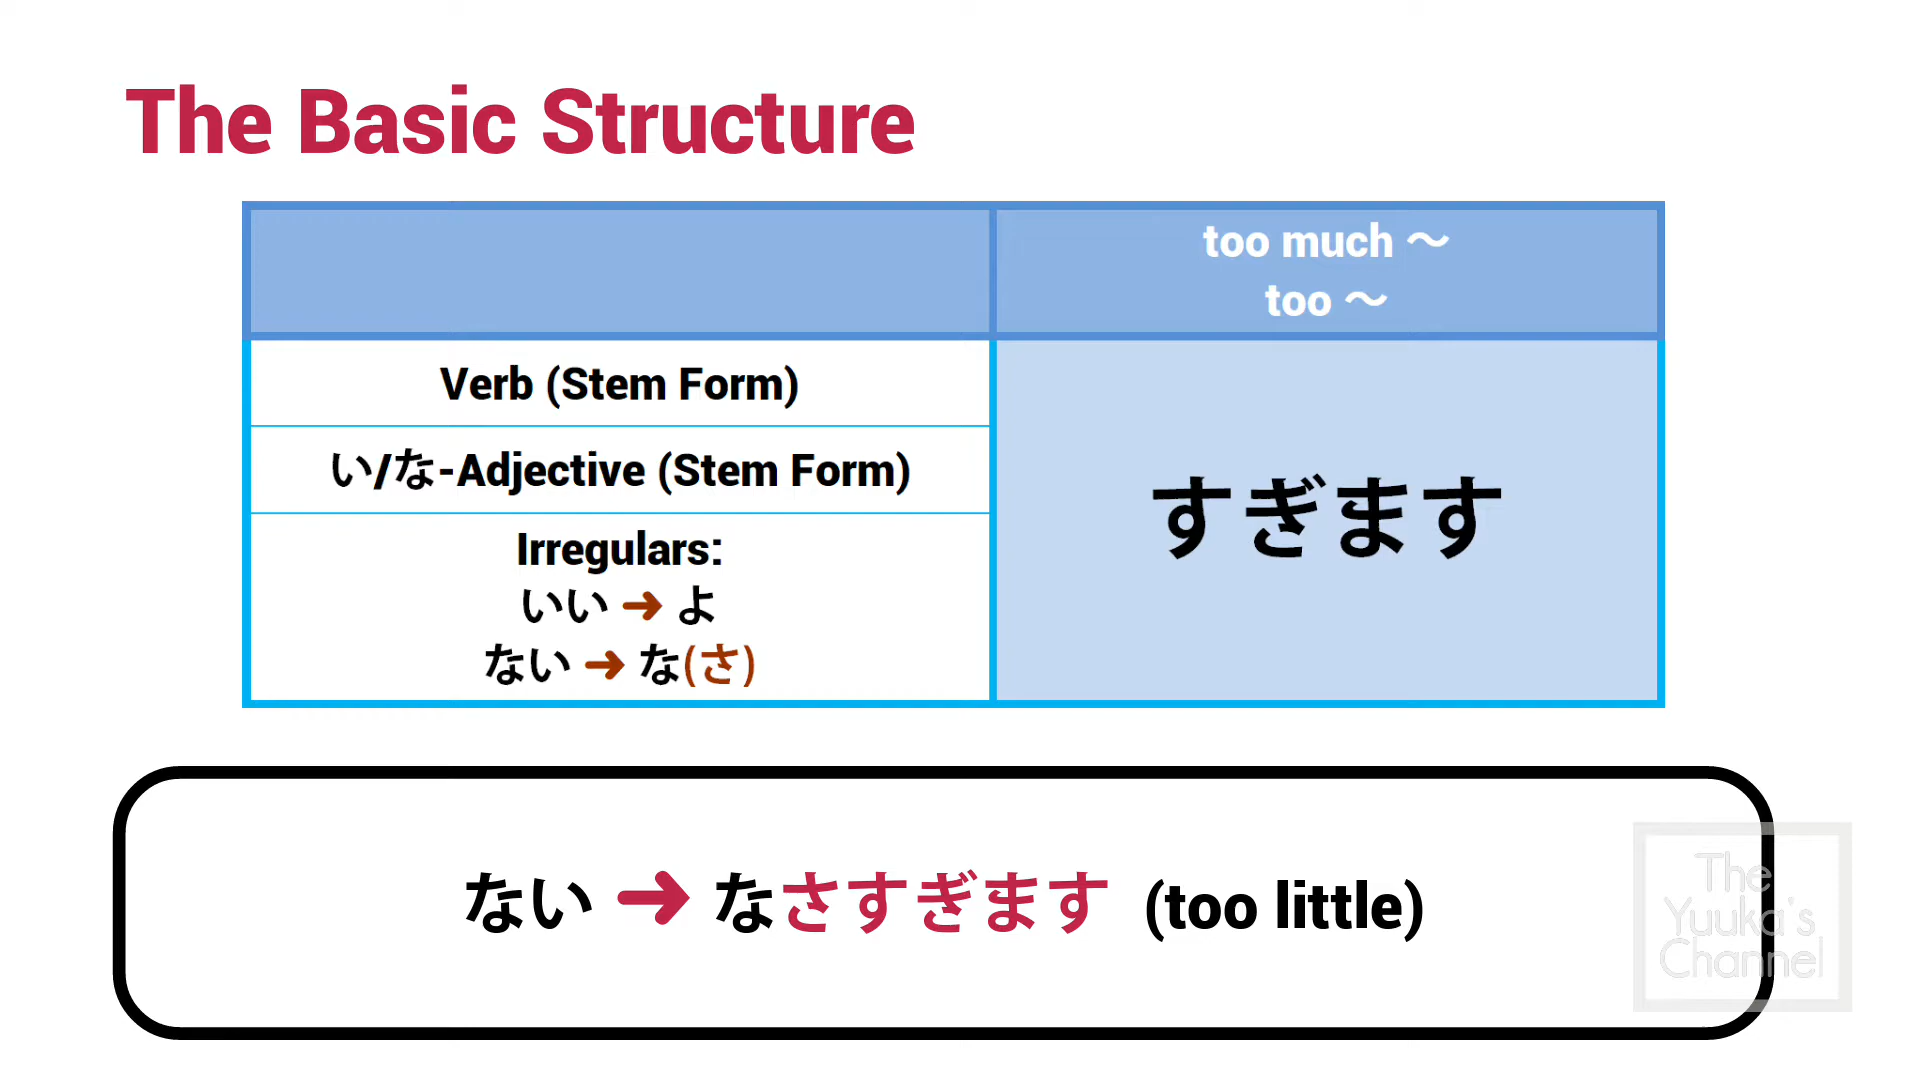 The Basic Structure
too much ～
too ～
Verb (Stem Form)
い/な-Adjective (Stem Form)
すぎます
Irregulars:
いい ➜ よ
ない ➜ な(さ)
ない ➜ なさすぎます (too little)
The
Yuuka's
Channel